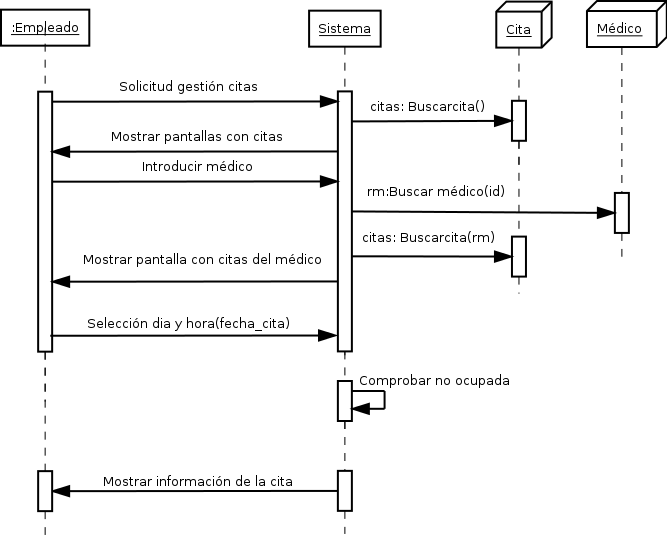 :Empleado
Sistema
Cita
Médico
Solicitud gestión citas
citas: Buscarcita()
Mostrar pantallas con citas
Introducir médico
rm:Buscar médico(id)
citas: Buscarcita(rm)
Mostrar pantalla con citas del médico
Selección dia y hora(fecha_cita)
Comprobar no ocupada
Mostrar información de la cita